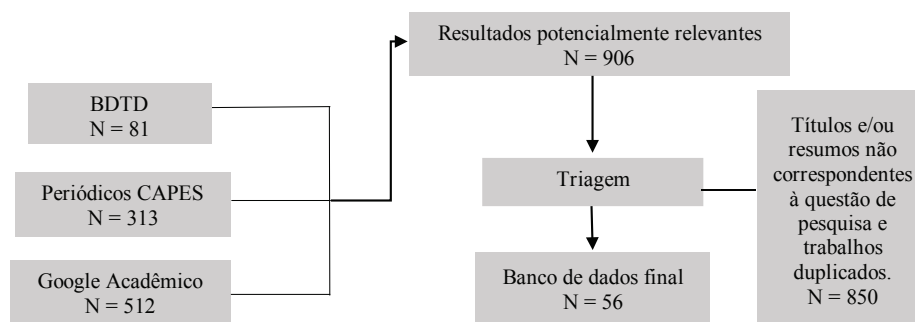 BDTD
N = 81
Periódicos CAPES
N = 313
Google Acadêmico
N = 512
Resultados potencialmente relevantes
N = 906
Triagem
Banco de dados final
N = 56
Títulos e/ou
resumos não
correspondentes
à questão de
pesquisa e
trabalhos
duplicados.
N = 850